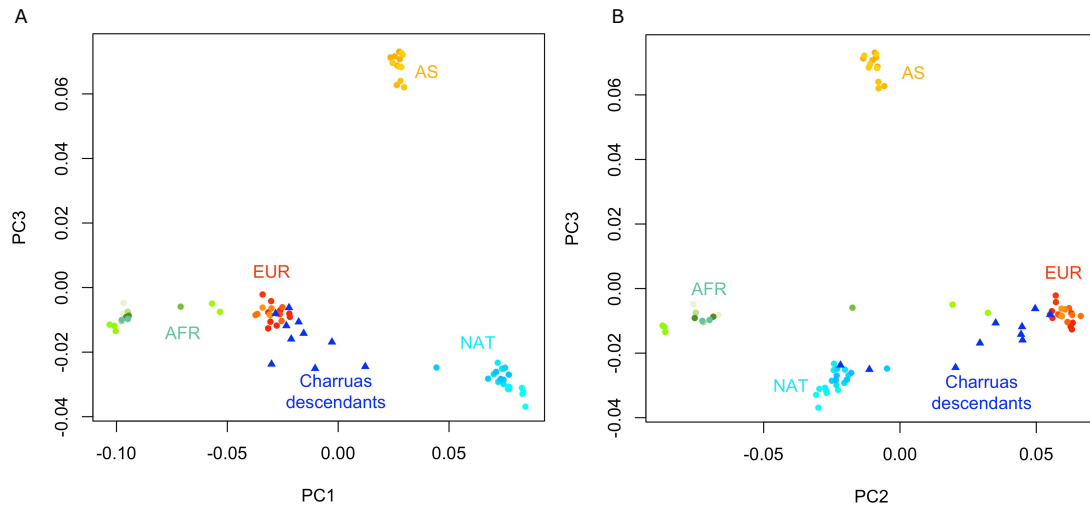 A
PC3
0.06
0.04
0.02
0.00
-0.02
-0.04
AS
EUR
AFR
NAT
Charruas
descendants
-0.10
-0.05
0.00
0.05
PC1
B
PC3
0.06
0.04
0.02
0.00
-0.02
-0.04
AS
EUR
AFR
NAT
Charruas
descendants
-0.05
0.00
0.05
PC2